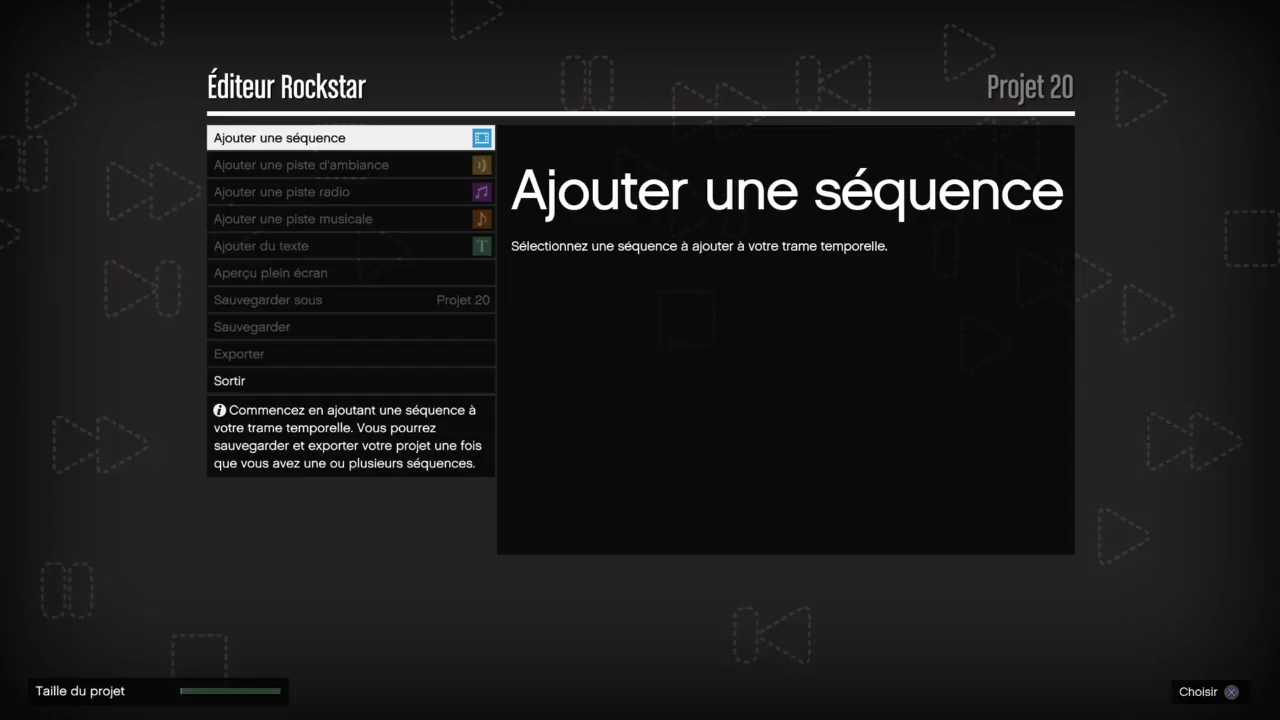 Éditeur Rockstar
Projet 20
Ajouter une séquence
Ajouter une piste d'ambiance
Ajouter une piste radio
Ajouter une piste musicale
Ajouter du texte
T
Aperçu plein écran
Sauvegarder sous Projet 20
Sauvegarder
Exporter
Sortir
Commencez en ajoutant une séquence à
votre trame temporelle. Vous pourrez
sauvegarder et exporter votre projet une fois
que vous avez une ou plusieurs séquences.
Ajouter une séquence
Sélectionnez une séquence à ajouter à votre trame temporelle.
Taille du projet
Choisir